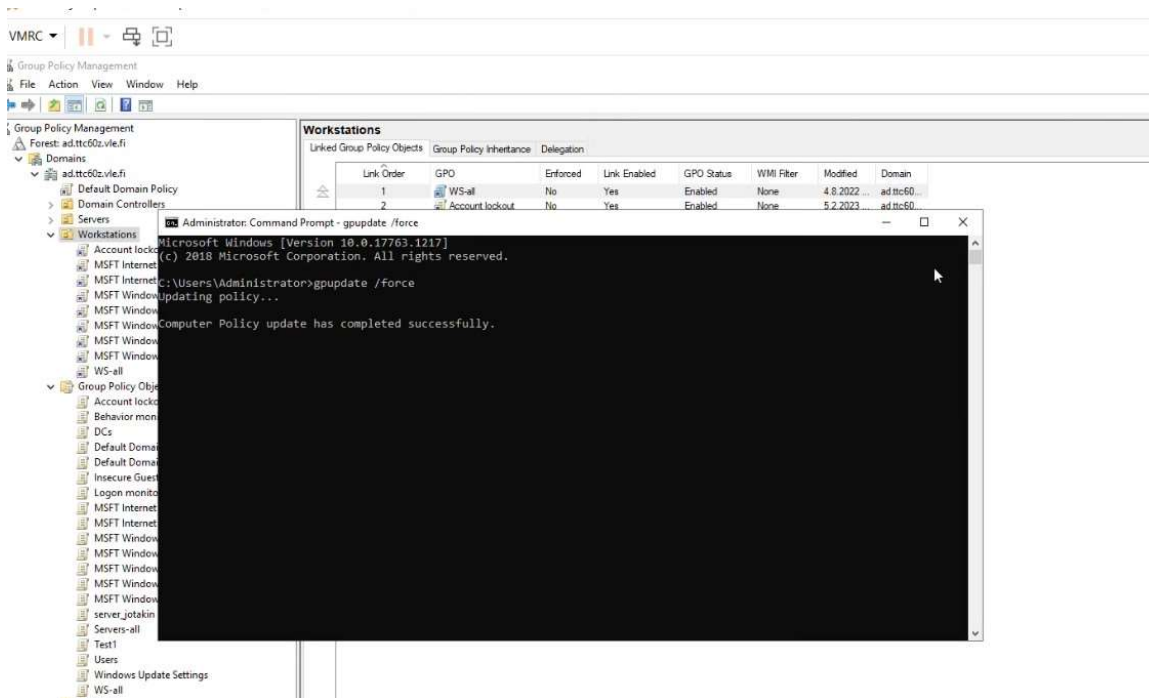 VMRC
Group Policy Management
File Action View Window Help
Group Policy Management
Forest: ad.ttc60z.vle.fi
Domains
ad.ttc60z.vle.fi
Default Domain Policy
Domain Controllers
Servers
Workstations
Account locko
MSFT Internet
MSFT Internet
MSFT Window
MSFT Window
MSFT Window
MSFT Window
MSFT Window
WS-all
Group Policy Obje
Account locko
Behavior mon
DCs
Default Domai
Default Domai
Insecure Guest
Logon monito
MSFT Internet
MSFT Internet
MSFT Window
MSFT Window
MSFT Window
MSFT Window
MSFT Window
server_jotakin
Servers-all
Test1
Users
Windows Update Settings
WS-all
Workstations
Linked Group Policy Objects Group Policy Inheritance Delegation
Link Order GPO Enforced Link Enabled GPO Status WMI Filter Modified Domain
1 WS-all No Yes Enabled None 4.8.2022 ... ad.ttc60...
2 Account lockout No Yes Enabled None 5.2.2023 ... ad.ttc60...
Administrator: Command Prompt - gpupdate /force
Microsoft Windows [Version 10.0.17763.1217]
(c) 2018 Microsoft Corporation. All rights reserved.
C:\Users\Administrator>gpupdate /force
Updating policy...
Computer Policy update has completed successfully.